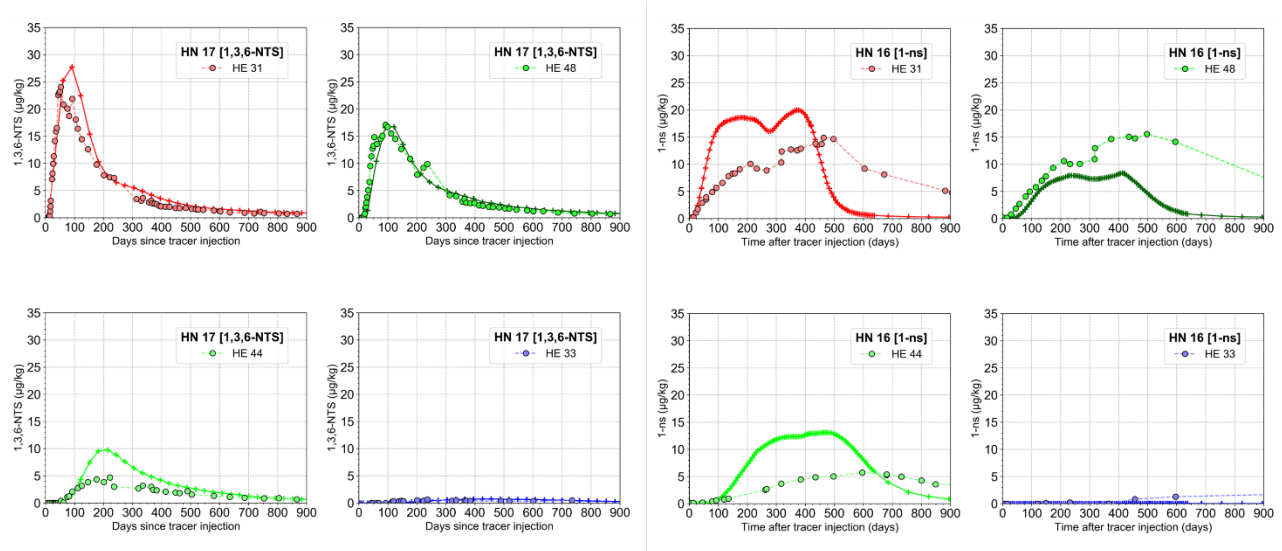 35
30
25
20
15
10
5
0
1,3,6-NTS (µg/kg)
HN 17 [1,3,6-NTS]
HE 31
0 100 200 300 400 500 600 700 800 900
Days since tracer injection
35
30
25
20
15
10
5
0
1,3,6-NTS (µg/kg)
HN 17 [1,3,6-NTS]
HE 48
0 100 200 300 400 500 600 700 800 900
Days since tracer injection
35
30
25
20
15
10
5
0
1-ns (µg/kg)
HN 16 [1-ns]
HE 31
0 100 200 300 400 500 600 700 800 900
Time after tracer injection (days)
35
30
25
20
15
10
5
0
1-ns (µg/kg)
HN 16 [1-ns]
HE 48
0 100 200 300 400 500 600 700 800 900
Time after tracer injection (days)
35
30
25
20
15
10
5
0
1,3,6-NTS (µg/kg)
HN 17 [1,3,6-NTS]
HE 44
0 100 200 300 400 500 600 700 800 900
Days since tracer injection
35
30
25
20
15
10
5
0
1,3,6-NTS (µg/kg)
HN 17 [1,3,6-NTS]
HE 33
0 100 200 300 400 500 600 700 800 900
Days since tracer injection
35
30
25
20
15
10
5
0
1-ns (µg/kg)
HN 16 [1-ns]
HE 44
0 100 200 300 400 500 600 700 800 900
Time after tracer injection (days)
35
30
25
20
15
10
5
0
1-ns (µg/kg)
HN 16 [1-ns]
HE 33
0 100 200 300 400 500 600 700 800 900
Time after tracer injection (days)